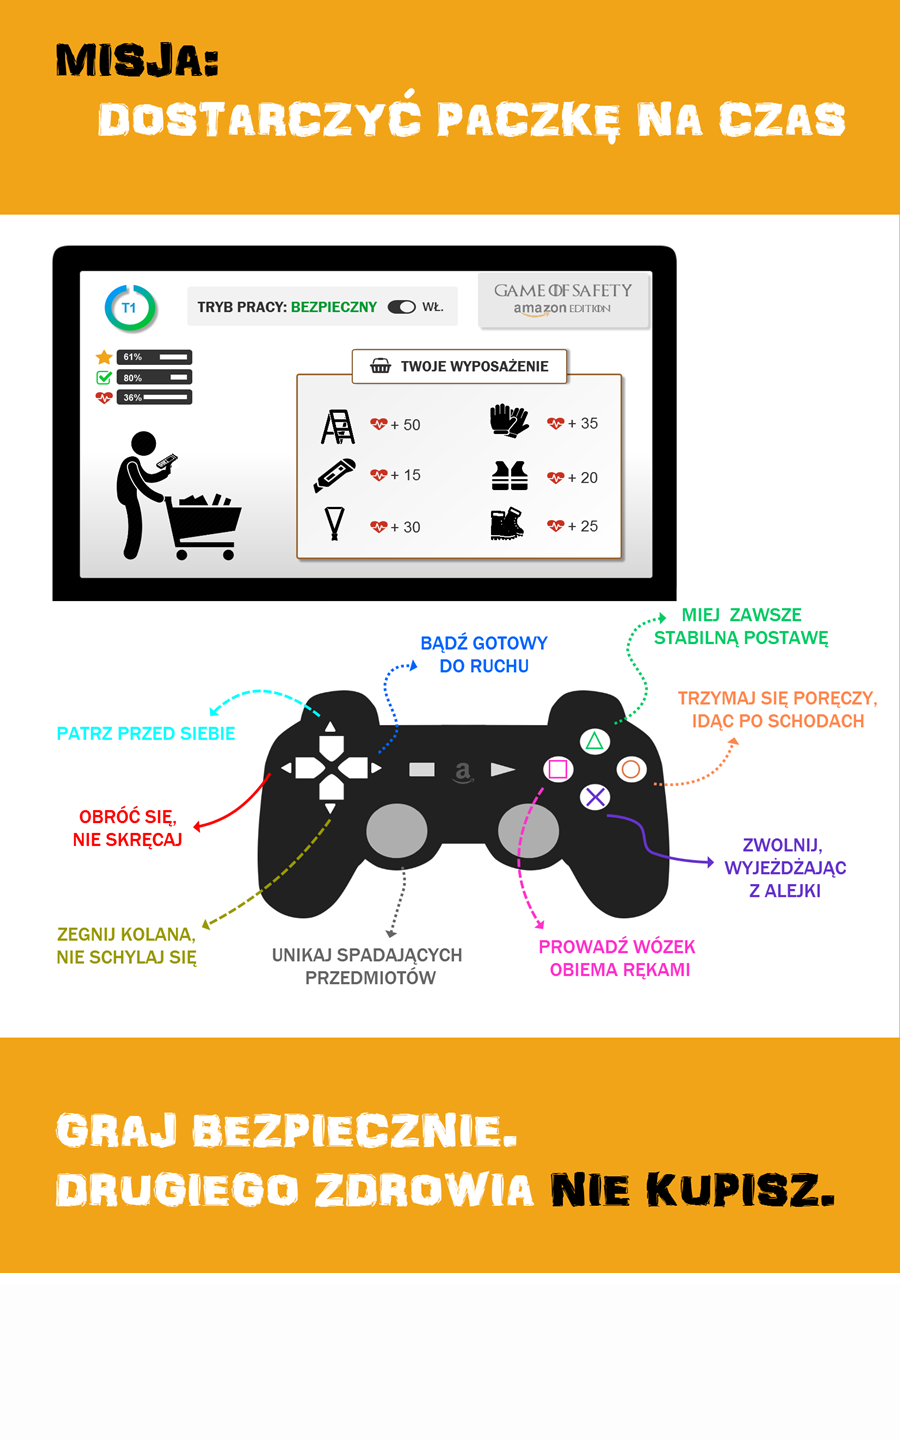 MISJA:
DOSTARCZYĆ PACZKĘ NA CZAS
T1
TRYB PRACY: BEZPIECZNY WŁ.
GAME OF SAFETY
amazon EDITION
61%
80%
36%
TWOJE WYPOSAŻENIE
+ 50
+ 35
+ 15
+ 20
+ 30
+ 25
MIEJ ZAWSZE
STABILNĄ POSTAWĘ
BĄDŹ GOTOWY
DO RUCHU
TRZYMAJ SIĘ PORĘCZY,
IDĄC PO SCHODACH
PATRZ PRZED SIEBIE
a
OBRÓĆ SIĘ,
NIE SKRĘCAJ
ZWOLNIJ,
WYJEŻDŻAJĄC
Z ALEJKI
ZEGNIJ KOLANA,
NIE SCHYLAJ SIĘ
UNIKAJ SPADAJĄCYCH
PRZEDMIOTÓW
PROWADŹ WÓZEK
OBIEMA RĘKAMI
GRAJ BEZPIECZNIE.
DRUGIEGO ZDROWIA NIE KUPISZ.